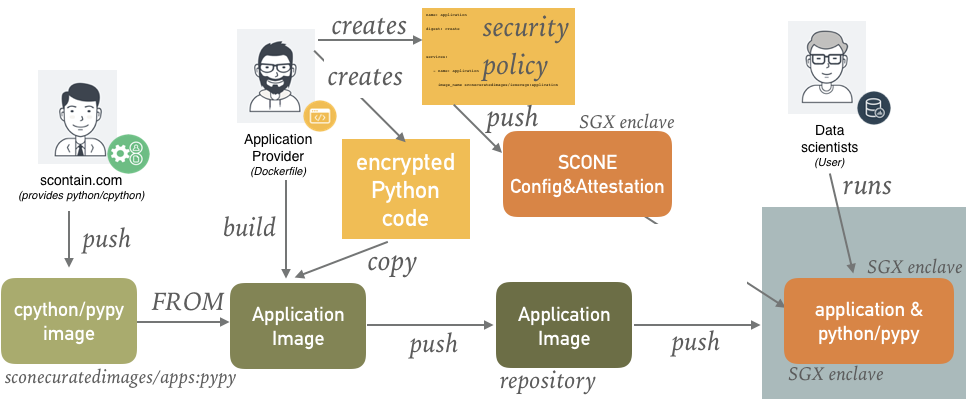 creates
name: application
digest: create
services:
- name: application
image_name sconecuratedimages/iexecage:application
security
policy
creates
push
SGX enclave
Application
Provider
(Dockerfile)
Data
scientists
(User)
scontain.com
(provides python/cpython)
encrypted
Python
code
SCONE
Config&Attestation
runs
push
build
copy
SGX enclave
cpython/pypy
image
FROM
Application
Image
push
Application
Image
push
application &
python/pypy
sconecuratedimages/apps:pypy
repository
SGX enclave